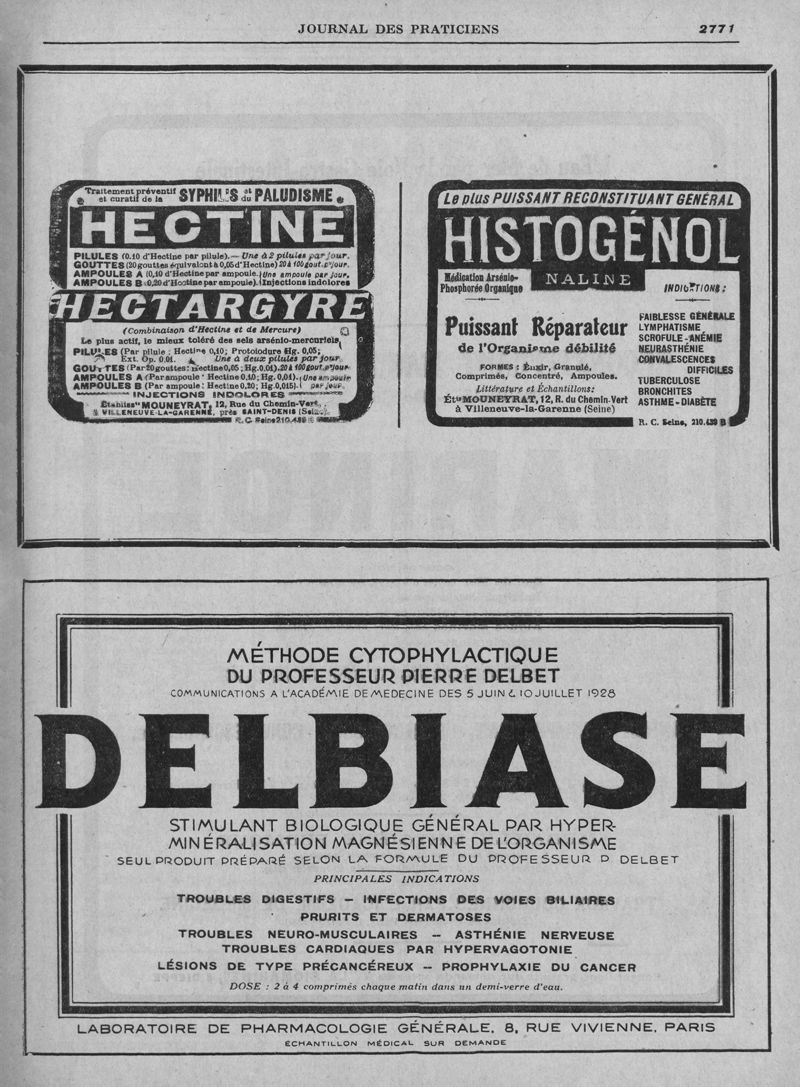 JOURNAL DES PRATICIENS 2771
Traitement préventif et curatif de la SYPHILIS et du PALUDISME
HECTINE
PILULES (0.10 d'Hectine par pilule).— Une à 2 pilules par jour.
GOUTTES (20 gouttes équivalent à 0,05 d'Hectine) 20 à 100 gout. p' jour.
AMPOULES A (0,10 d'Hectine par ampoule. (Une ampoule par jour.
AMPOULES B (0,20 d'Hectine par ampoule). (Injections indolores
HECTARGYRE
(Combinaison d'Hectine et de Mercure)
Le plus actif, le mieux toléré des sels arsénio-mercuriels
PILULES (Par pilule: Hectine 0,10; Protoiodure Hg. 0,05;
Ext. Op. 0,01. Une à deux pilules par jour
GOUTTES (Par 20 gouttes: Hectine 0,05; Hg. 0.01). 20 à 100 gout. p' jour
AMPOULES A (Par ampoule: Hectine 0,10; Hg. 0,01). (Une ampoule
AMPOULES B (Par ampoule: Hectine 0,20; Hg. 0,015). ( par jour.
INJECTIONS INDOLORES
Établiss<sup>ts</sup> MOUNEYRAT, 12, Rue du Chemin-Vert,
à VILLENEUVE-LA-GARENNE, près SAINT-DENIS (Seine)
R. C. Seine 210.439 B
Le plus PUISSANT RECONSTITUANT GÉNÉRAL
HISTOGÉNOL
NALINE
Médication Arsénio-
Phosphorée Organique
INDICATIONS:
Puissant Réparateur
de l'Organisme débilité
FORMES: Élixir, Granulé,
Comprimés, Concentré, Ampoules.
Littérature et Échantillons:
Ét<sup>ts</sup> MOUNEYRAT, 12, R. du Chemin-Vert
à Villeneuve-la-Garenne (Seine)
FAIBLESSE GÉNÉRALE
LYMPHATISME
SCROFULE - ANÉMIE
NEURASTHÉNIE
CONVALESCENCES
DIFFICILES
TUBERCULOSE
BRONCHITES
ASTHME - DIABÈTE
R. C. Seine, 210.439 B
MÉTHODE CYTOPHYLACTIQUE
DU PROFESSEUR PIERRE DELBET
COMMUNICATIONS A L'ACADÉMIE DE MEDECINE DES 5 JUIN & 10 JUILLET 1928
DELBIASE
STIMULANT BIOLOGIQUE GÉNÉRAL PAR HYPER-
MINÉRALISATION MAGNÉSIENNE DE L'ORGANISME
SEUL PRODUIT PRÉPARÉ SELON LA FORMULE DU PROFESSEUR P. DELBET
PRINCIPALES INDICATIONS
TROUBLES DIGESTIFS — INFECTIONS DES VOIES BILIAIRES
PRURITS ET DERMATOSES
TROUBLES NEURO-MUSCULAIRES — ASTHÉNIE NERVEUSE
TROUBLES CARDIAQUES PAR HYPERVAGOTONIE
LÉSIONS DE TYPE PRÉCANCÉREUX — PROPHYLAXIE DU CANCER
DOSE : 2 à 4 comprimés chaque matin dans un demi-verre d'eau.
LABORATOIRE DE PHARMACOLOGIE GÉNÉRALE, 8, RUE VIVIENNE, PARIS
ÉCHANTILLON MÉDICAL SUR DEMANDE